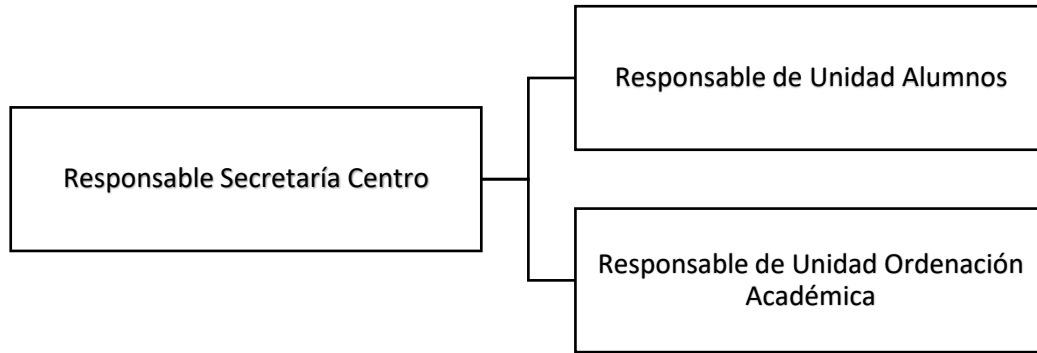 Responsable de Unidad Alumnos
Responsable Secretaría Centro
Responsable de Unidad Ordenación
Académica